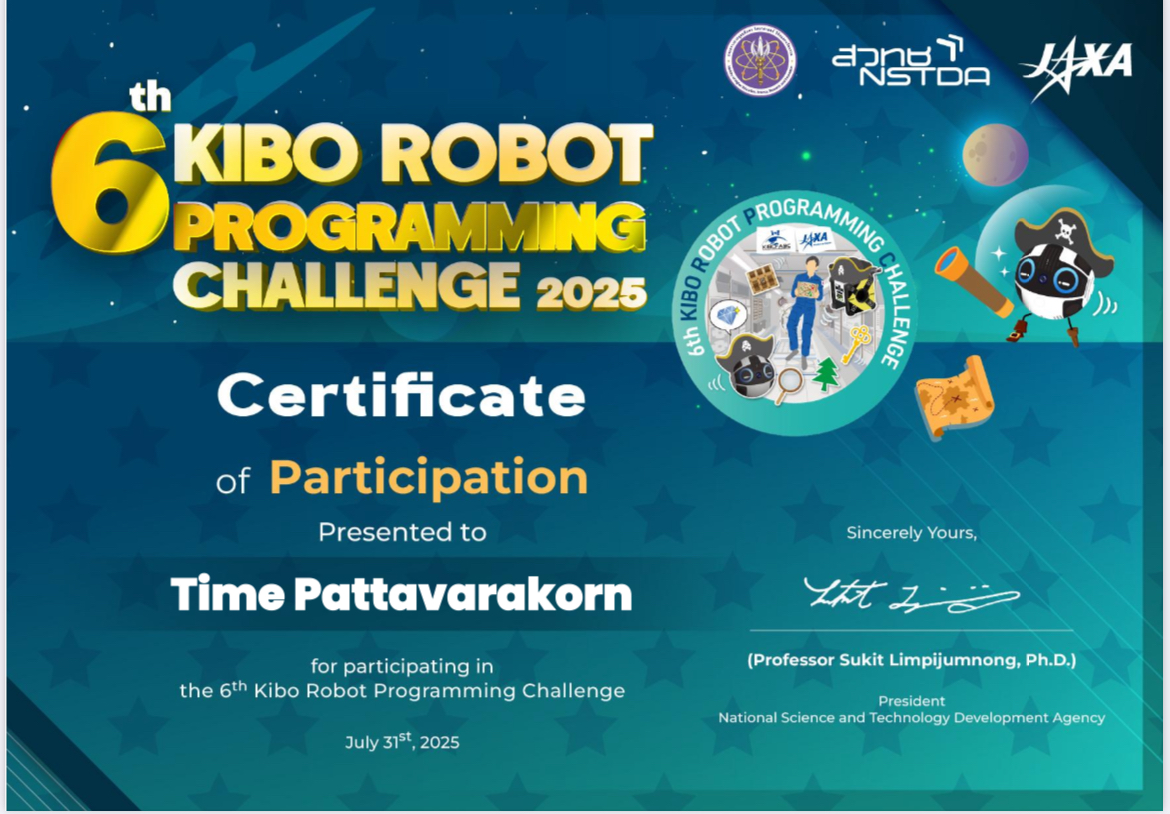 สวทช
NSTDA
JAXA
6th
KIBO ROBOT
PROGRAMMING
CHALLENGE 2025
6th KIBO ROBOT PROGRAMMING CHALLENGE
JAXA
Certificate
of Participation
Presented to
Time Pattavarakorn
for participating in
the 6th Kibo Robot Programming Challenge
July 31st, 2025
Sincerely Yours,
(Professor Sukit Limpijumnong, Ph.D.)
President
National Science and Technology Development Agency